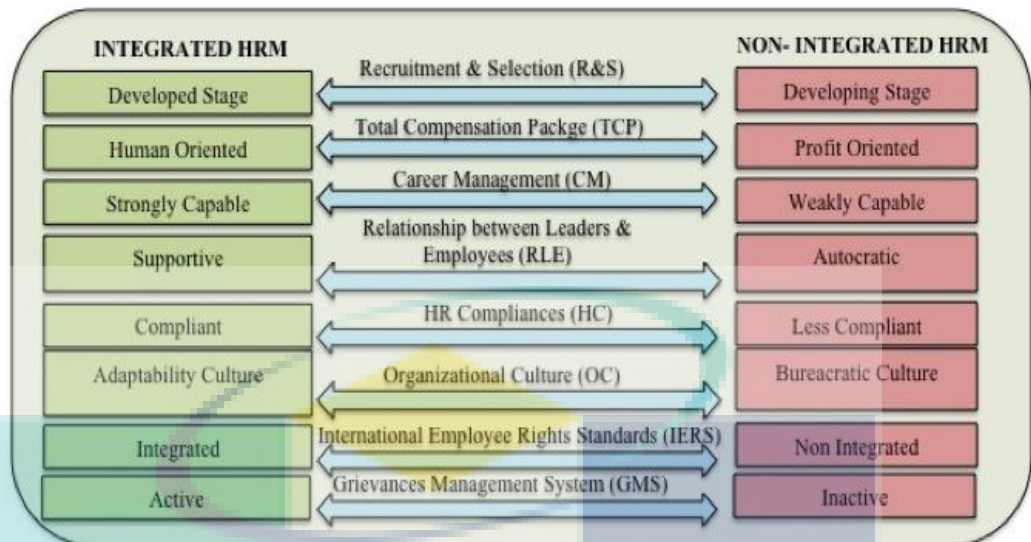 INTEGRATED HRM
NON- INTEGRATED HRM
Recruitment & Selection (R&S)
Developed Stage
Developing Stage
Total Compensation Packge (TCP)
Human Oriented
Profit Oriented
Career Management (CM)
Strongly Capable
Weakly Capable
Relationship between Leaders &
Employees (RLE)
Supportive
Autocratic
HR Compliances (HC)
Compliant
Less Compliant
Organizational Culture (OC)
Adaptability Culture
Bureacratic Culture
International Employee Rights Standards (IERS)
Integrated
Non Integrated
Grievances Management System (GMS)
Active
Inactive